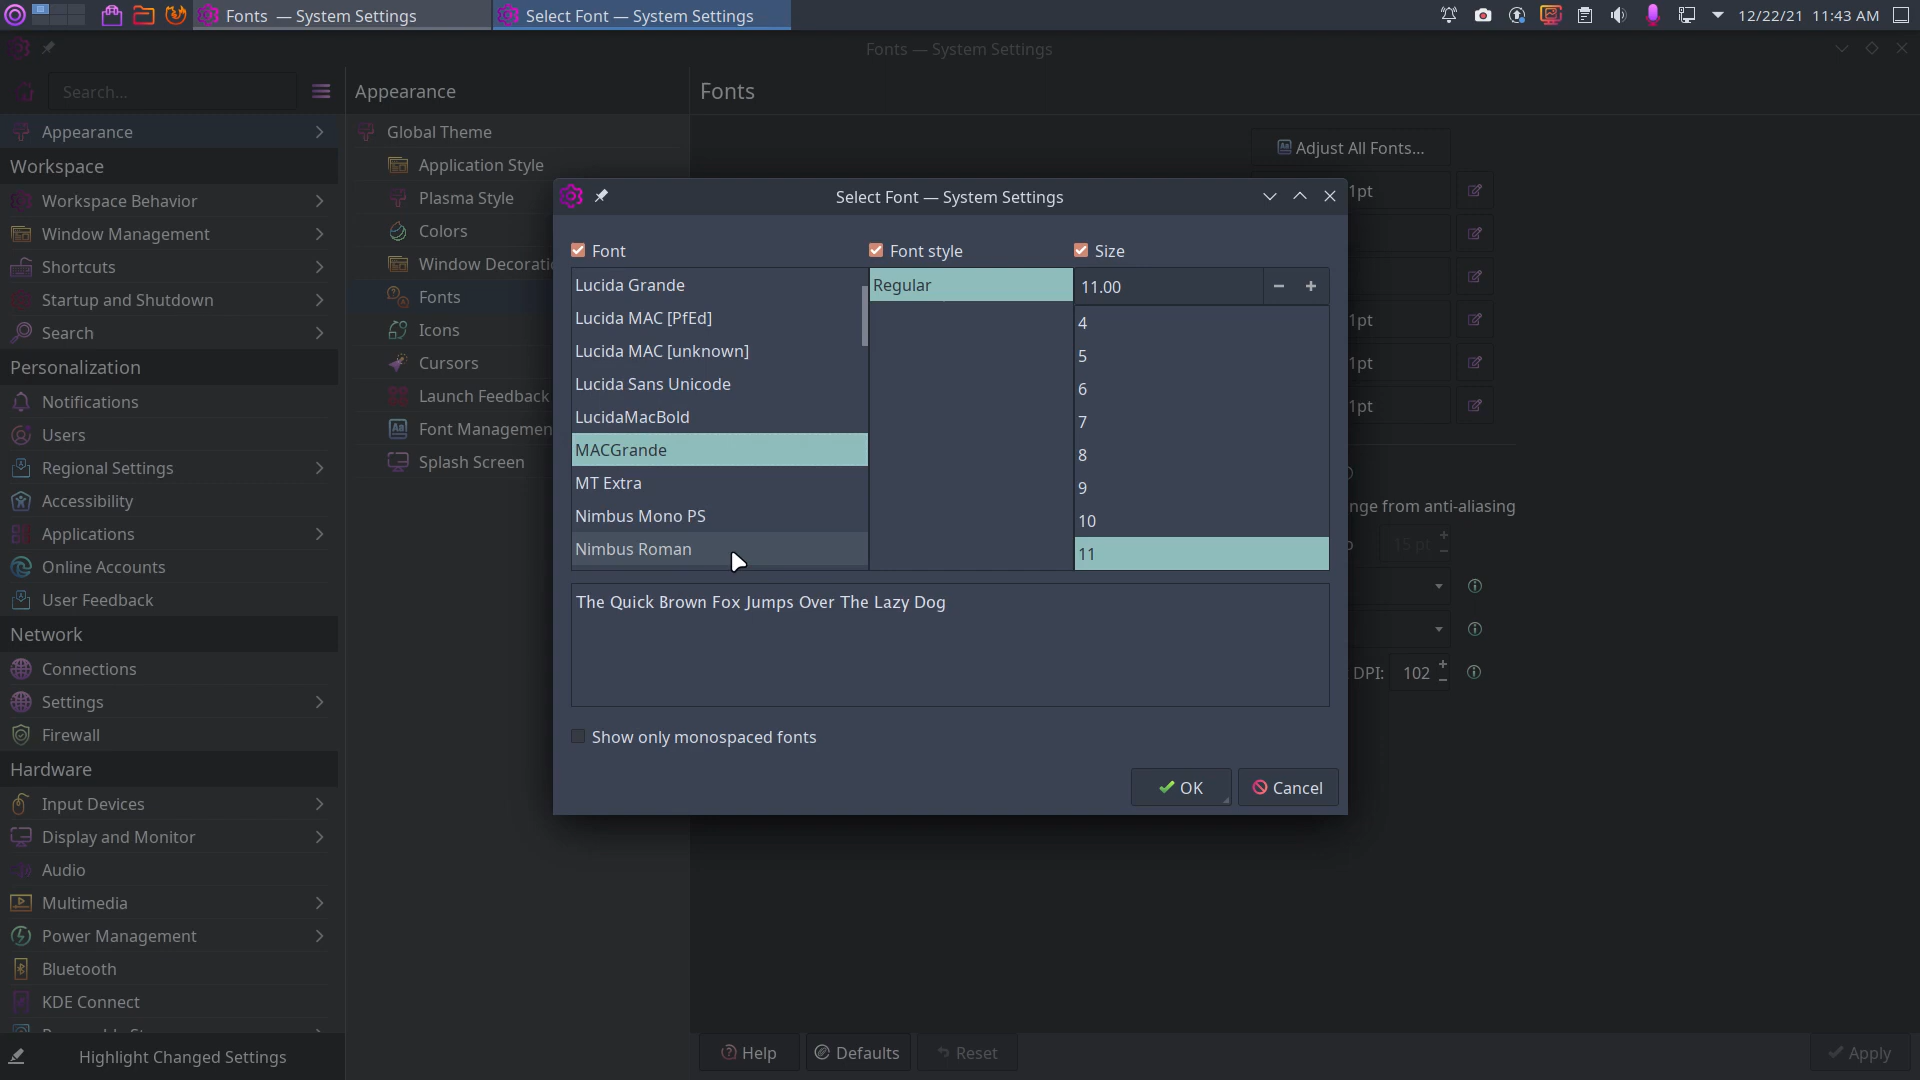 Fonts — System Settings
Select Font — System Settings
12/22/21 11:43 AM
Fonts — System Settings
Search...
Appearance
Fonts
Appearance
Workspace
Workspace Behavior
Window Management
Shortcuts
Startup and Shutdown
Search
Personalization
Notifications
Users
Regional Settings
Accessibility
Applications
Online Accounts
User Feedback
Network
Connections
Settings
Firewall
Hardware
Input Devices
Display and Monitor
Audio
Multimedia
Power Management
Bluetooth
KDE Connect
Highlight Changed Settings
Global Theme
Application Style
Plasma Style
Colors
Window Decoratio
Fonts
Icons
Cursors
Launch Feedback
Font Managemen
Splash Screen
Adjust All Fonts...
1pt
1pt
1pt
1pt
nge from anti-aliasing
15 pt
DPI: 102
Select Font — System Settings
Font
Font style
Size
Lucida Grande
Lucida MAC [PfEd]
Lucida MAC [unknown]
Lucida Sans Unicode
LucidaMacBold
MACGrande
MT Extra
Nimbus Mono PS
Nimbus Roman
Regular
11.00
4
5
6
7
8
9
10
11
The Quick Brown Fox Jumps Over The Lazy Dog
Show only monospaced fonts
OK
Cancel
Help
Defaults
Reset
Apply